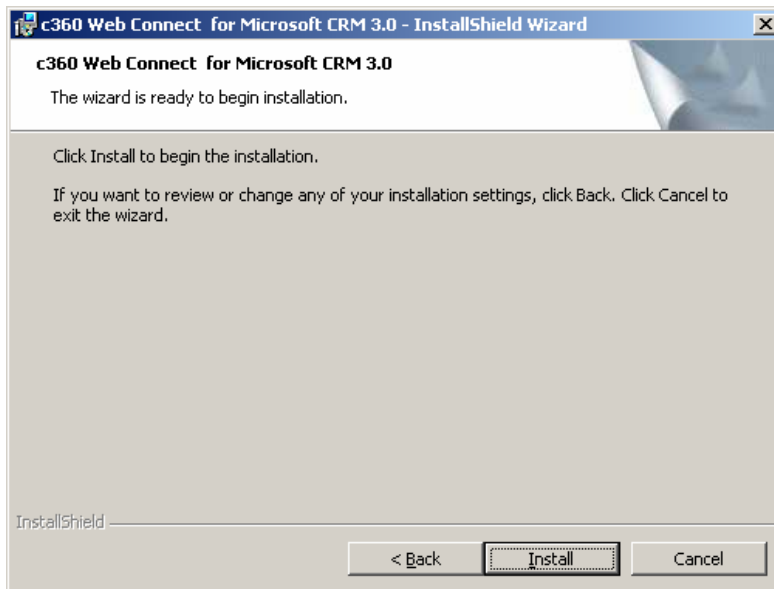 c360 Web Connect  for Microsoft CRM 3.0 - InstallShield Wizard
c360 Web Connect  for Microsoft CRM 3.0
The wizard is ready to begin installation.
Click Install to begin the installation.
If you want to review or change any of your installation settings, click Back. Click Cancel to
exit the wizard.
InstallShield
< Back
Install
Cancel